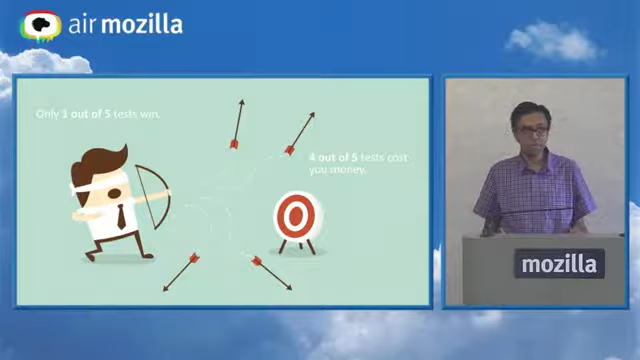 air mozilla
Only 1 out of 5 tests win.
4 out of 5 tests cost
you money.
mozilla